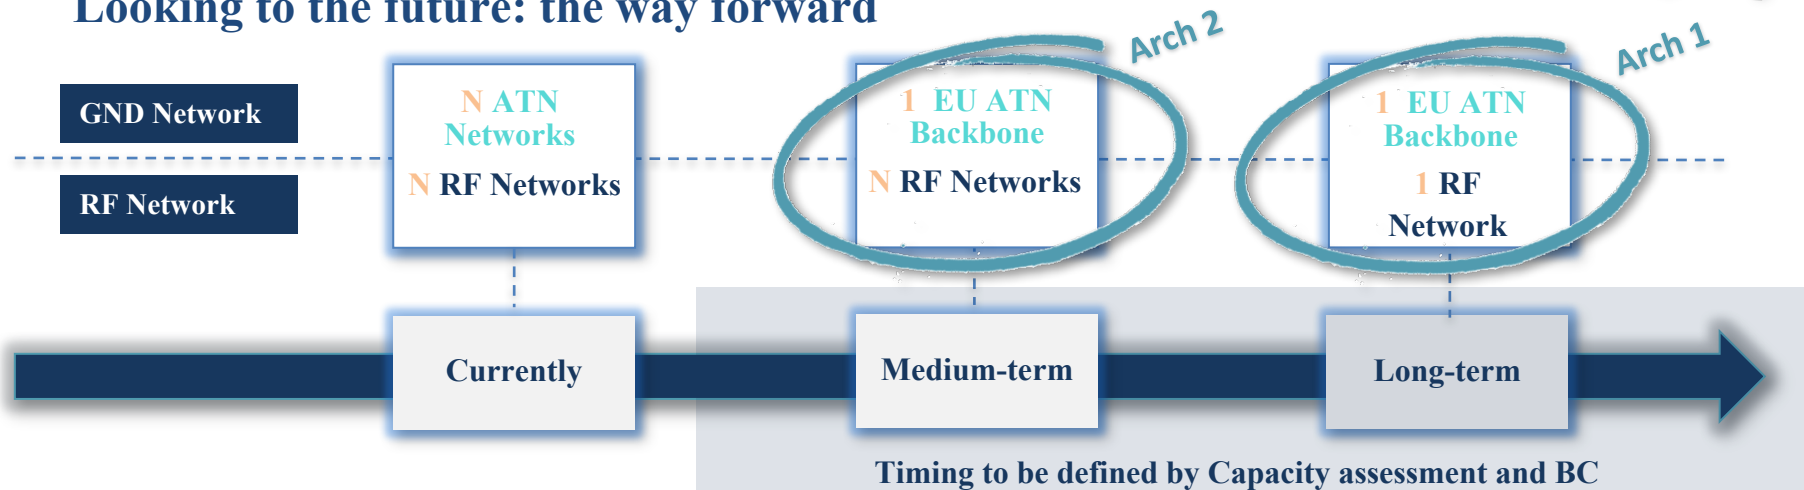 Looking to the future: the way forward
Arch 2
Arch 1
GND Network
RF Network
N ATN
Networks
N RF Networks
1 EU ATN
Backbone
N RF Networks
1 EU ATN
Backbone
1 RF
Network
Currently
Medium-term
Long-term
Timing to be defined by Capacity assessment and BC